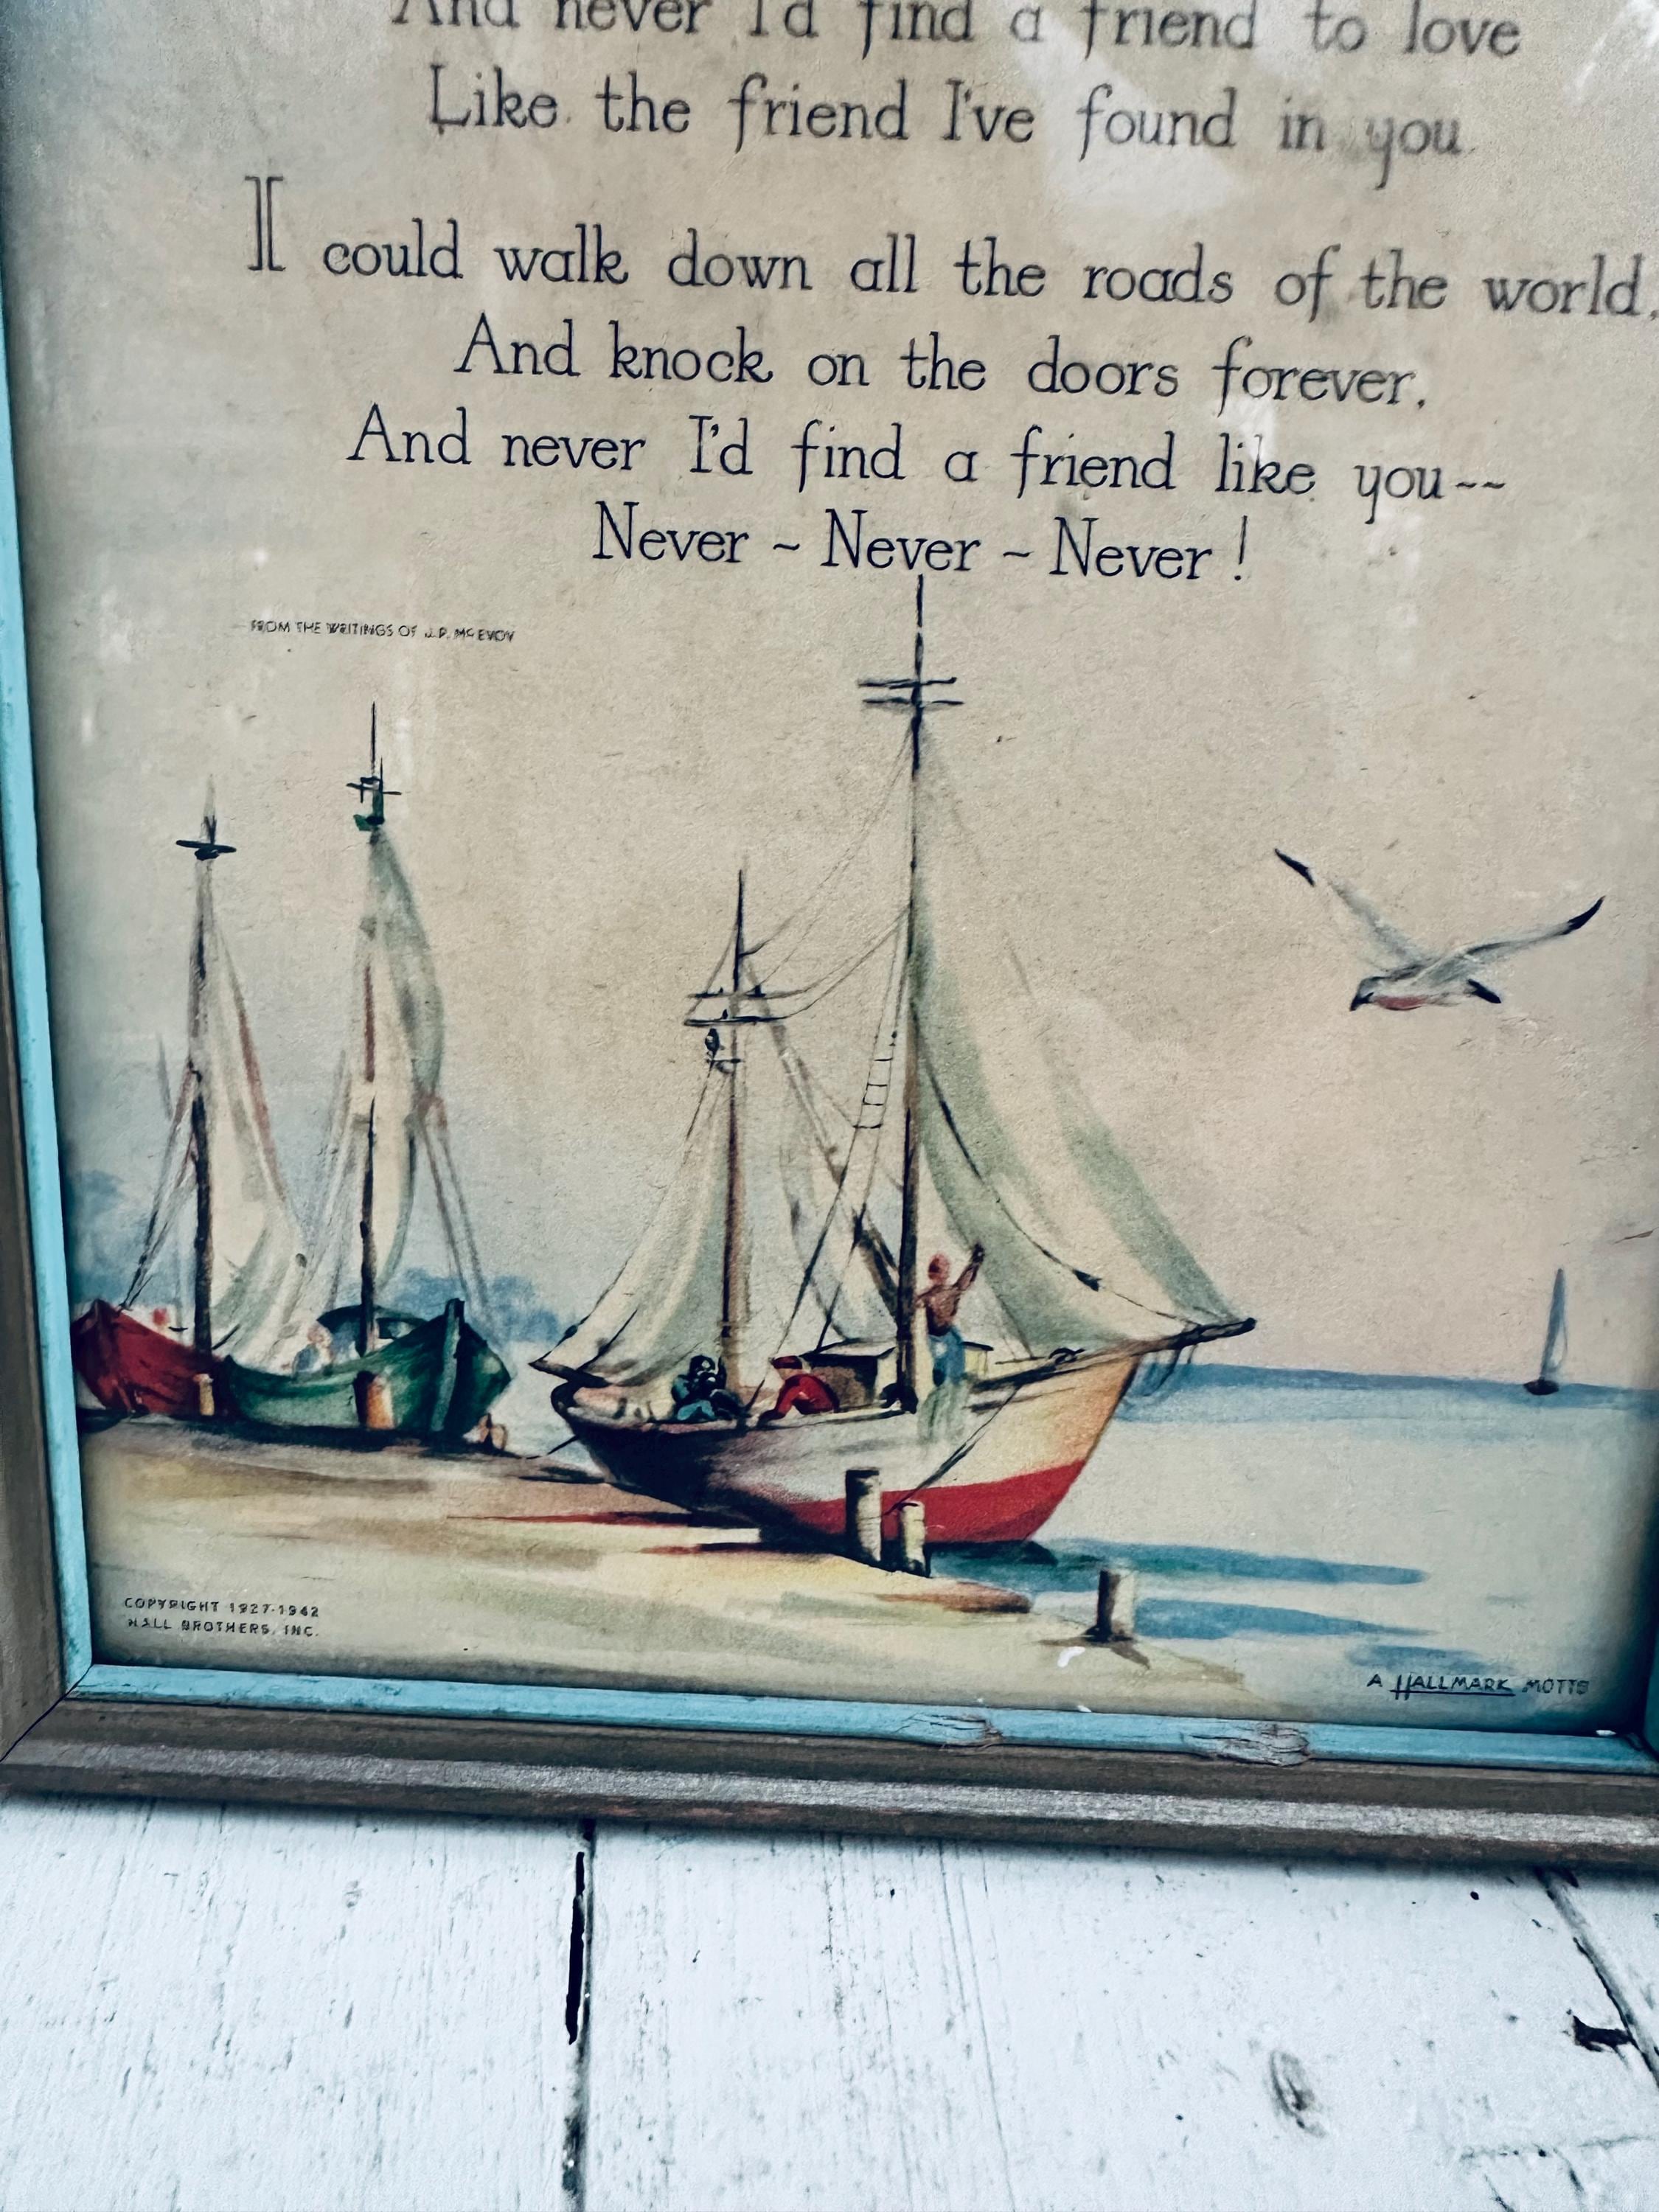 And never I'd find a friend to love
Like the friend I've found in you.
I could walk down all the roads of the world,
And knock on the doors forever,
And never I'd find a friend like you--
Never ~ Never ~ Never!
FROM THE WRITINGS OF J.P. McEVOY
COPYRIGHT 1927-1942
HALL BROTHERS, INC.
A HALLMARK MOTTO